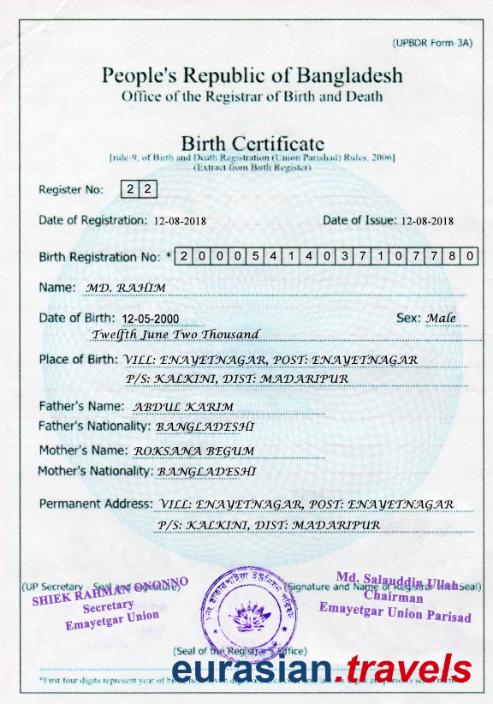 (UPBDR Form-3A)
People's Republic of Bangladesh
Office of the Registrar of Birth and Death
Birth Certificate
[rule-9, of Birth and Death Registration (Union Parishad) Rules, 2006]
(Extract from Birth Register)
Register No: 2 2
Date of Registration: 12-08-2018 Date of Issue: 12-08-2018
Birth Registration No: * 2 0 0 0 5 4 1 4 0 3 7 1 0 7 7 8 0
Name: MD. RAHIM
Date of Birth: 12-05-2000 Sex: Male
Twelfth June Two Thousand
Place of Birth: VILL: ENAYETNAGAR, POST: ENAYETNAGAR
P/S: KALKINI, DIST: MADARIPUR
Father's Name: ABDUL KARIM
Father's Nationality: BANGLADESHI
Mother's Name: ROKSANA BEGUM
Mother's Nationality: BANGLADESHI
Permanent Address: VILL: ENAYETNAGAR, POST: ENAYETNAGAR
P/S: KALKINI, DIST: MADARIPUR
(UP Secretary Seal and Signature) (Signature and Name of Registrar with Seal)
SHIEK RAHMAN ONONNO
Secretary
Emayetgar Union
Md. Salauddin Ullah
Chairman
Emayetgar Union Parisad
(Seal of the Registrar's Office)
eurasian.travels
*First four digits represent year of